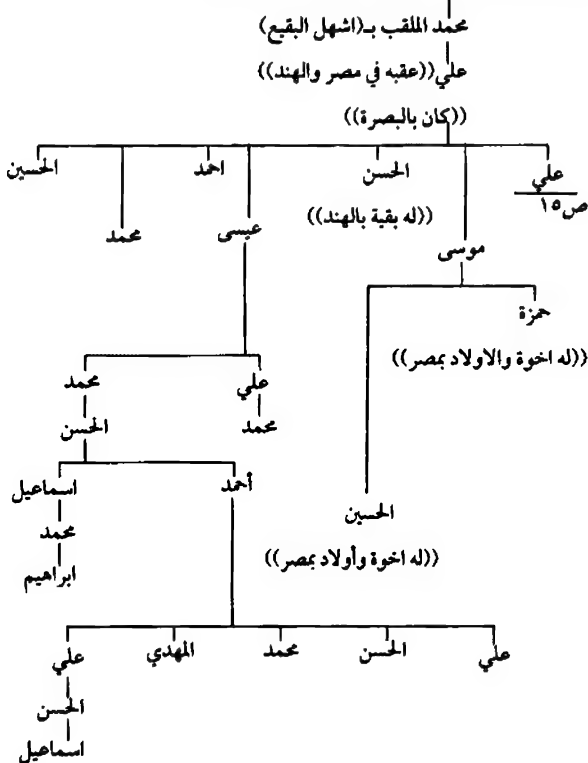 محمد الملقب بـ(اشهل البقيع)
علي((عقبه في مصر والهند))
((كان بالبصرة))
علي
ص١٥
الحسن
احمد
الحسين
((له بقية بالهند))
موسى
عيسى
محمد
حمزة
((له اخوة والاولاد بمصر))
علي
محمد
محمد
الحسن
أحمد
اسماعيل
الحسين
محمد
((له اخوة وأولاد بمصر))
ابراهيم
علي
الحسن
محمد
المهدي
علي
الحسن
اسماعيل